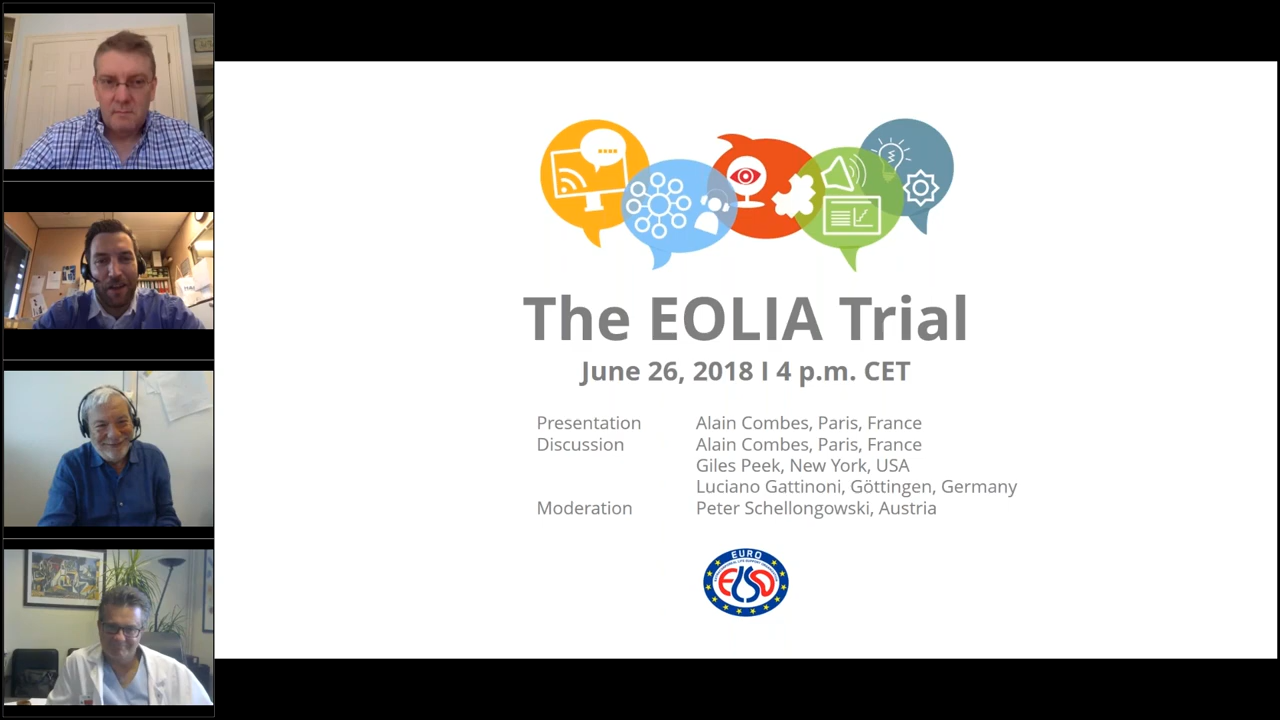 The EOLIA Trial
June 26, 2018 I 4 p.m. CET
Presentation Alain Combes, Paris, France
Discussion Alain Combes, Paris, France
Giles Peek, New York, USA
Luciano Gattinoni, Göttingen, Germany
Moderation Peter Schellongowski, Austria
EURO
ELSO